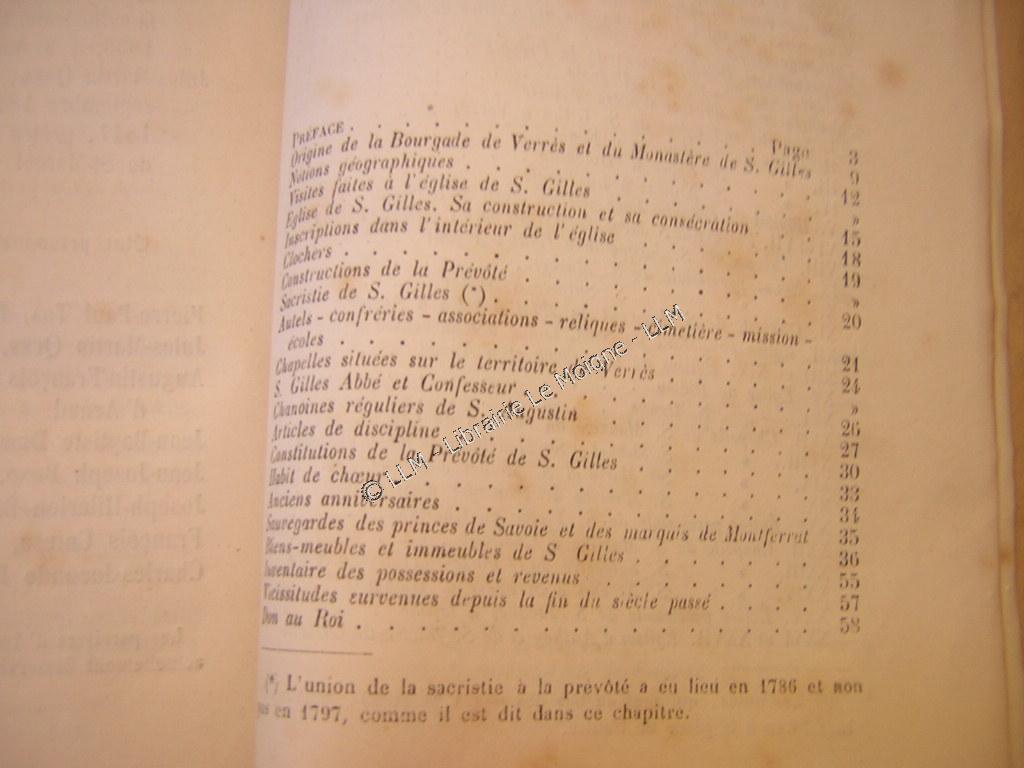 PRÉFACE . . . . . . . . . . . . . . . Page 3
Origine de la Bourgade de Verrès et du Monastère de S. Gilles 9
Notions géographiques . . . . . . . . . . . . 12
Visites faites à l'église de S. Gilles . . . . . . . . »
Eglise de S. Gilles. Sa construction et sa consécration . . 15
Inscriptions dans l'intérieur de l'église . . . . . . . 18
Clochers . . . . . . . . . . . . . . . . 19
Constructions de la Prévôté . . . . . . . . . . »
Sacristie de S. Gilles (*) . . . . . . . . . . . 20
Autels - confréries - associations - reliques - cimetière - mission -
écoles . . . . . . . . . . . . . . . . 21
Chapelles situées sur le territoire de Verrès . . . . . 24
S. Gilles Abbé et Confesseur . . . . . . . . . . »
Chanoines réguliers de S. Augustin . . . . . . . . 26
Articles de discipline . . . . . . . . . . . . 27
Constitutions de la Prévôté de S. Gilles . . . . . . . 30
Habit de chœur . . . . . . . . . . . . . . 33
Anciens anniversaires . . . . . . . . . . . . 34
Sauvegardes des princes de Savoie et des marquis de Montferrat 35
Biens-meubles et immeubles de S Gilles . . . . . . . 36
Inventaire des possessions et revenus . . . . . . . . 55
Vicissitudes survenues depuis la fin du siècle passé . . . . 57
Don au Roi . . . . . . . . . . . . . . . 58
(*) L'union de la sacristie à la prévôté a eu lieu en 1786 et non
pas en 1797, comme il est dit dans ce chapitre.
© LLM - Librairie Le Moigne - LLM